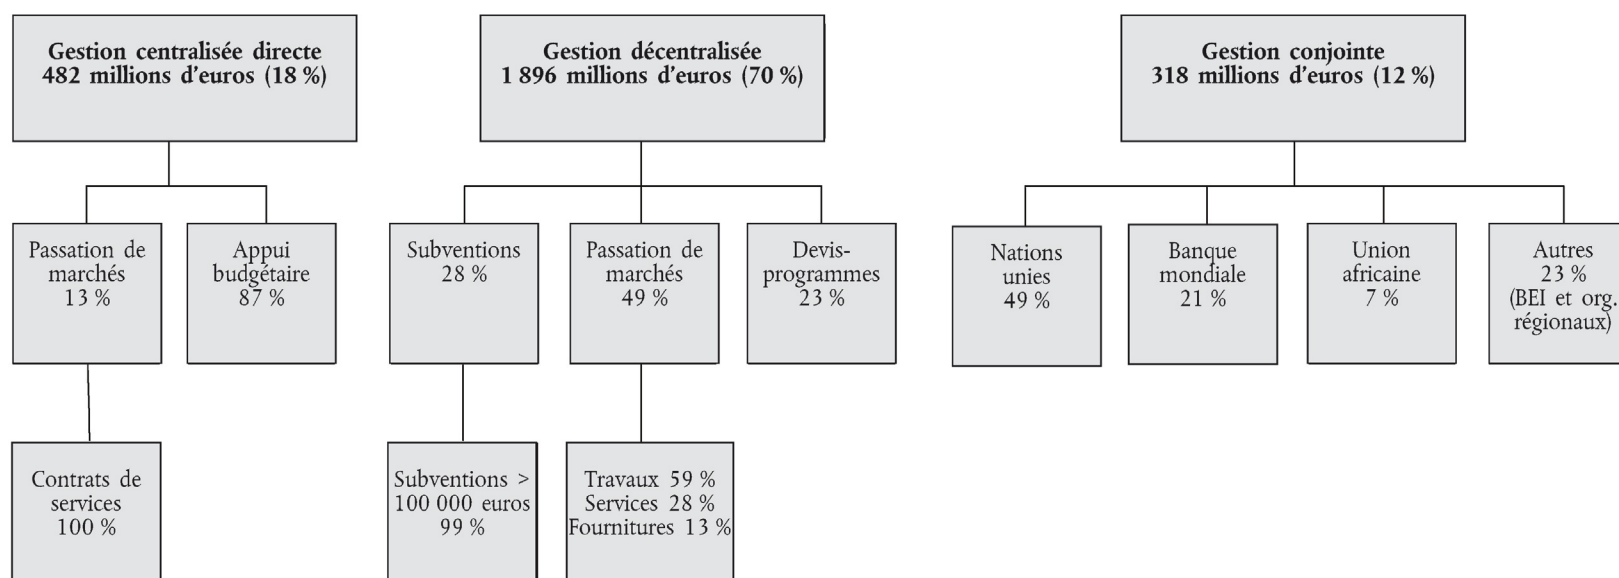 Gestion centralisée directe
482 millions d'euros (18 %)
Gestion décentralisée
1 896 millions d'euros (70 %)
Gestion conjointe
318 millions d'euros (12 %)
Passation de
marchés
13 %
Appui
budgétaire
87 %
Subventions
28 %
Passation de
marchés
49 %
Devis-
programmes
23 %
Nations
unies
49 %
Banque
mondiale
21 %
Union
africaine
7 %
Autres
23 %
(BEI et org.
régionaux)
Contrats de
services
100 %
Subventions >
100 000 euros
99 %
Travaux 59 %
Services 28 %
Fournitures 13 %